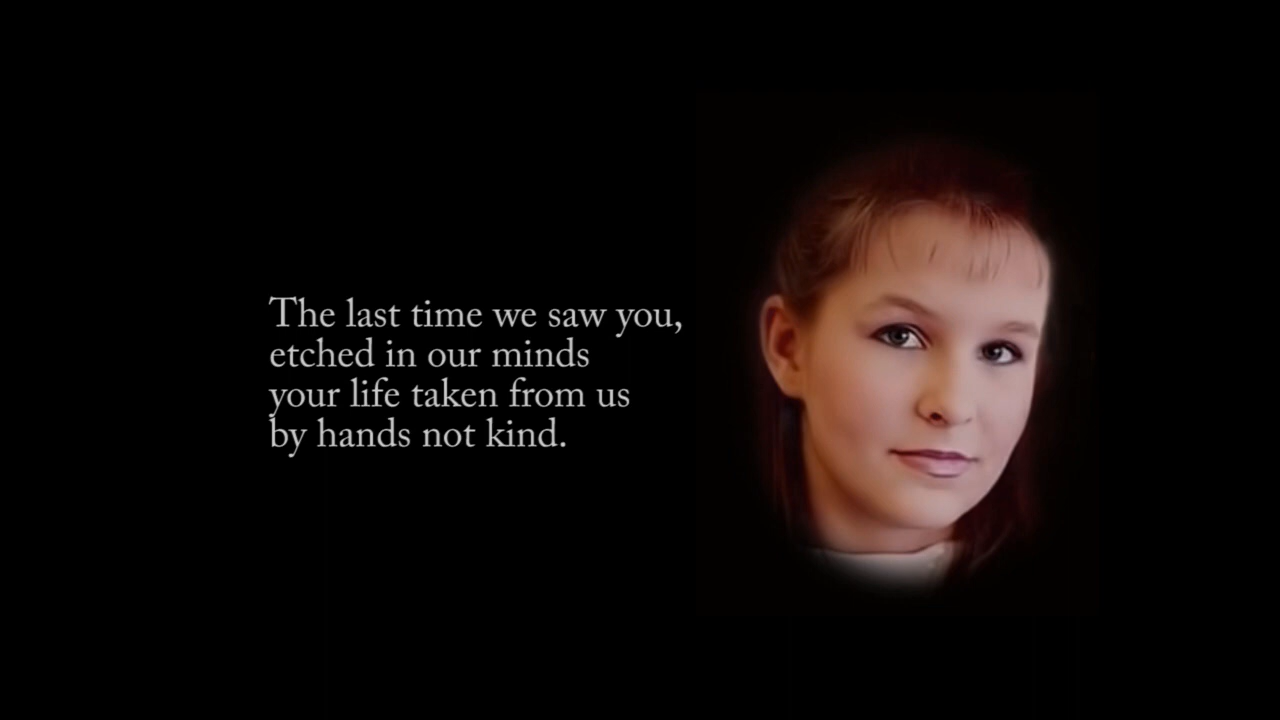 The last time we saw you,
etched in our minds
your life taken from us
by hands not kind.